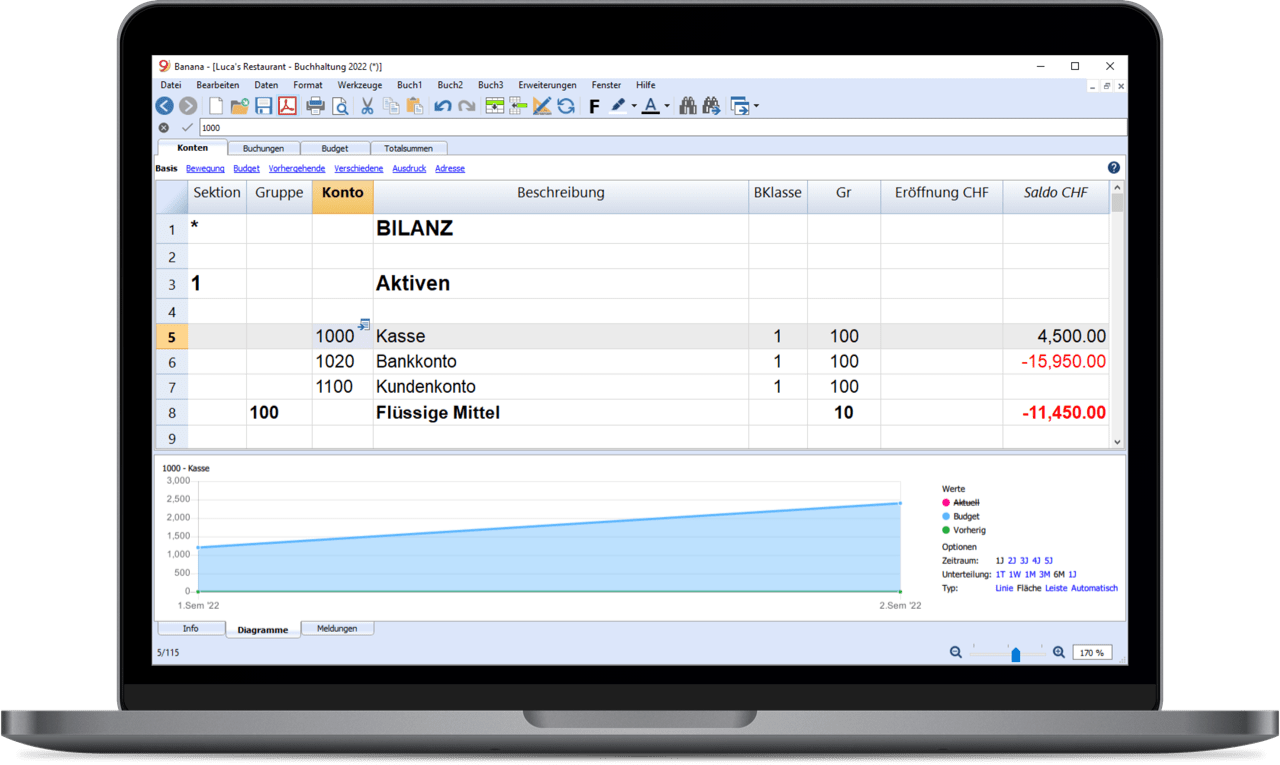 Banana - [Luca's Restaurant - Buchhaltung 2022 (*)]
Datei Bearbeiten Daten Format Werkzeuge Buch1 Buch2 Buch3 Erweiterungen Fenster Hilfe
F A
1000
Konten Buchungen Budget Totalsummen
Basis Bewegung Budget Vorhergehende Verschiedene Ausdruck Adresse ?
Sektion Gruppe Konto Beschreibung BKlasse Gr Eröffnung CHF Saldo CHF
1 * BILANZ
2
3 1 Aktiven
4
5 1000 Kasse 1 100 4,500.00
6 1020 Bankkonto 1 100 -15,950.00
7 1100 Kundenkonto 1 100
8 100 Flüssige Mittel 10 -11,450.00
9
1000 - Kasse
3,000
2,500
2,000
1,500
1,000
500
0
1.Sem '22 2.Sem '22
Werte
Aktuell
Budget
Vorherig
Optionen
Zeitraum: 1J 2J 3J 4J 5J
Unterteilung: 1T 1W 1M 3M 6M 1J
Typ: Linie Fläche Leiste Automatisch
Info Diagramme Meldungen
5/115 170 %